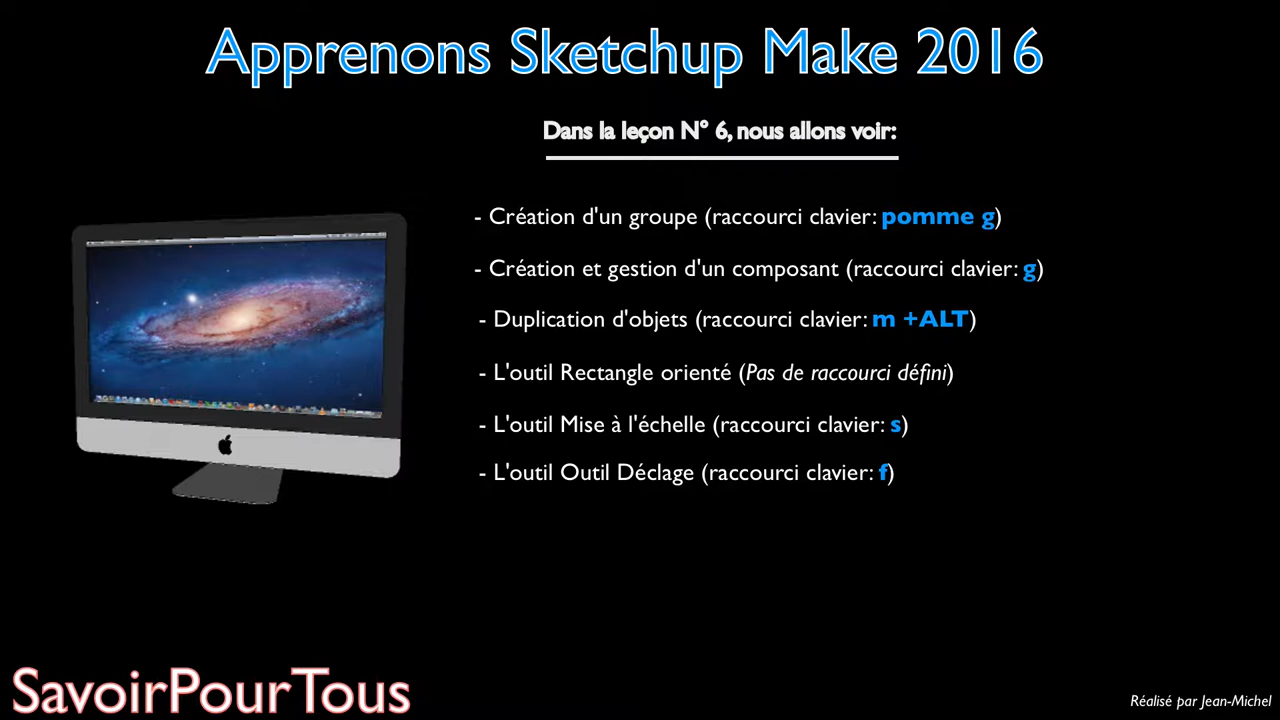 Apprenons Sketchup Make 2016
Dans la leçon N° 6, nous allons voir:
- Création d'un groupe (raccourci clavier: pomme g)
- Création et gestion d'un composant (raccourci clavier: g)
- Duplication d'objets (raccourci clavier: m +ALT)
- L'outil Rectangle orienté (Pas de raccourci défini)
- L'outil Mise à l'échelle (raccourci clavier: s)
- L'outil Outil Déclage (raccourci clavier: f)
SavoirPourTous
Réalisé par Jean-Michel